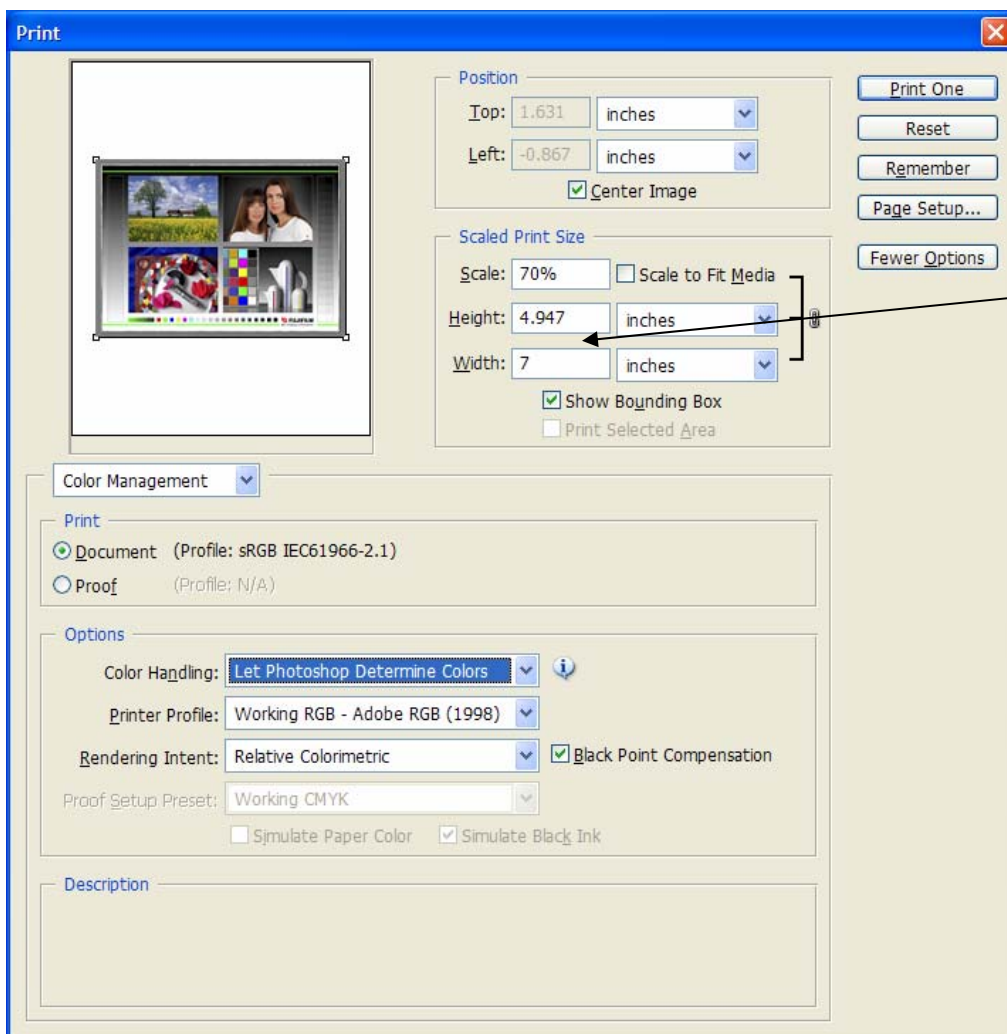 Print
Position
Top: 1.631 inches
Left: -0.867 inches
Center Image
Print One
Reset
Remember
Page Setup...
Fewer Options
Scaled Print Size
Scale: 70% Scale to Fit Media
Height: 4.947 inches
Width: 7 inches
Show Bounding Box
Print Selected Area
Color Management
Print
Document (Profile: sRGB IEC61966-2.1)
Proof (Profile: N/A)
Options
Color Handling: Let Photoshop Determine Colors
Printer Profile: Working RGB - Adobe RGB (1998)
Rendering Intent: Relative Colorimetric Black Point Compensation
Proof Setup Preset: Working CMYK
Simulate Paper Color Simulate Black Ink
Description